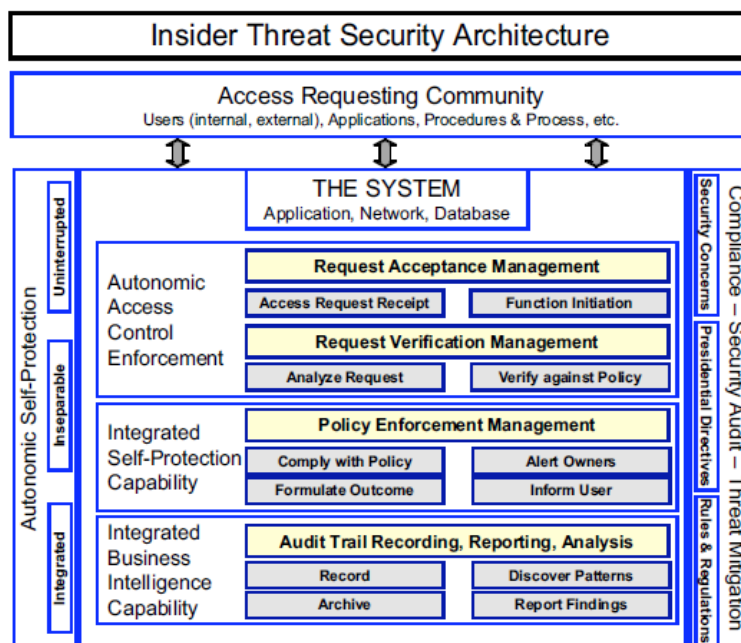 Insider Threat Security Architecture
Access Requesting Community
Users (internal, external), Applications, Procedures & Process, etc.
THE SYSTEM
Application, Network, Database
Autonomic Self-Protection
Uninterrupted
Inseparable
Integrated
Autonomic
Access
Control
Enforcement
Request Acceptance Management
Access Request Receipt
Function Initiation
Request Verification Management
Analyze Request
Verify against Policy
Integrated
Self-Protection
Capability
Policy Enforcement Management
Comply with Policy
Alert Owners
Formulate Outcome
Inform User
Integrated
Business
Intelligence
Capability
Audit Trail Recording, Reporting, Analysis
Record
Discover Patterns
Archive
Report Findings
Security Concerns
Presidential Directives
Rules & Regulations
Compliance – Security Audit – Threat Mitigation